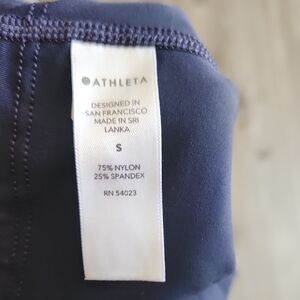 ATHLETA
DESIGNED IN
SAN FRANCISCO
MADE IN SRI
LANKA
S
75% NYLON
25% SPANDEX
RN 54023